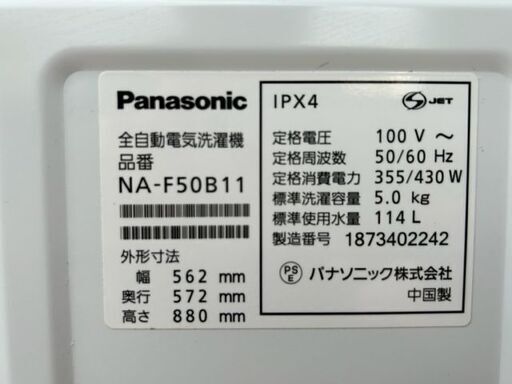 Panasonic
全自動電気洗濯機
品番
NA-F50B11
外形寸法
幅 562 mm
奥行 572 mm
高さ 880 mm
IPX4
S JET
定格電圧 100 V ～
定格周波数 50/60 Hz
定格消費電力 355/430 W
標準洗濯容量 5.0 kg
標準使用水量 114 L
製造番号 1873402242
PS E パナソニック株式会社
中国製